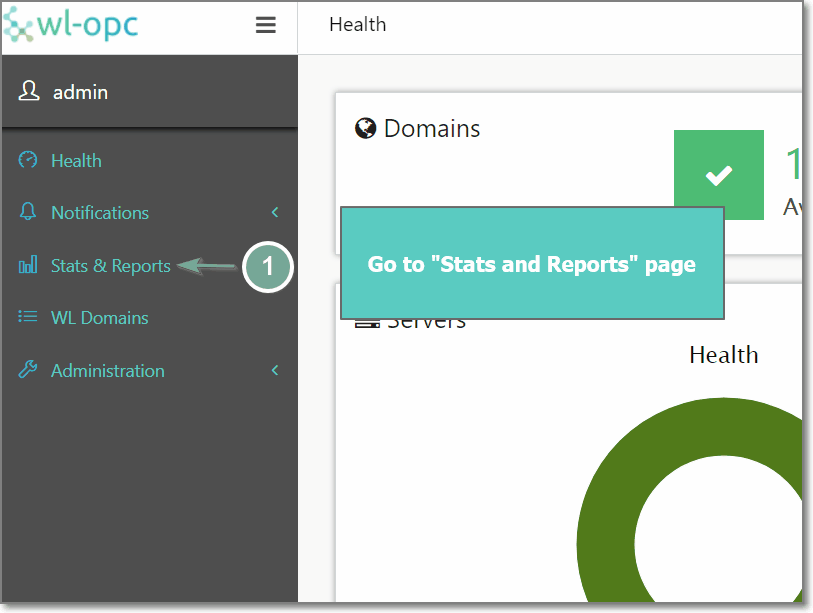 wl-opc
Health
admin
Health
Notifications
Stats & Reports
1
WL Domains
Administration
Domains
1
Go to "Stats and Reports" page
Servers
Health